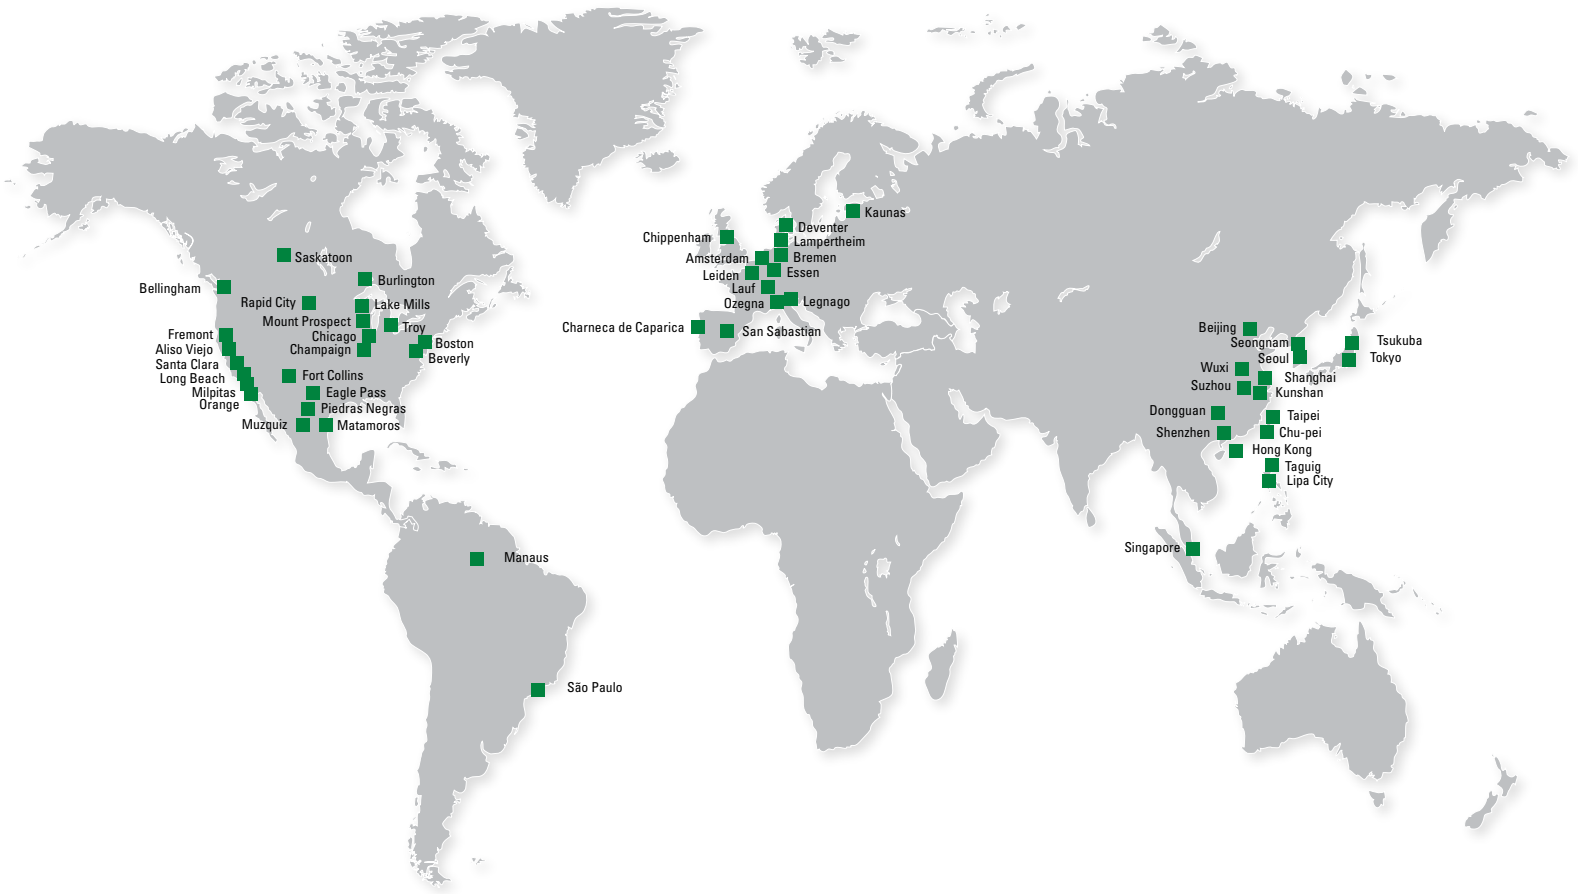 Saskatoon
Burlington
Bellingham
Rapid City
Lake Mills
Mount Prospect
Troy
Fremont
Chicago
Boston
Aliso Viejo
Champaign
Beverly
Santa Clara
Long Beach
Fort Collins
Milpitas
Eagle Pass
Orange
Piedras Negras
Muzquiz
Matamoros
Manaus
São Paulo
Kaunas
Deventer
Chippenham
Lampertheim
Amsterdam
Bremen
Leiden
Essen
Lauf
Ozegna
Legnago
Charneca de Caparica
San Sabastian
Beijing
Seongnam
Tsukuba
Seoul
Tokyo
Wuxi
Shanghai
Suzhou
Kunshan
Dongguan
Taipei
Shenzhen
Chu-pei
Hong Kong
Taguig
Lipa City
Singapore